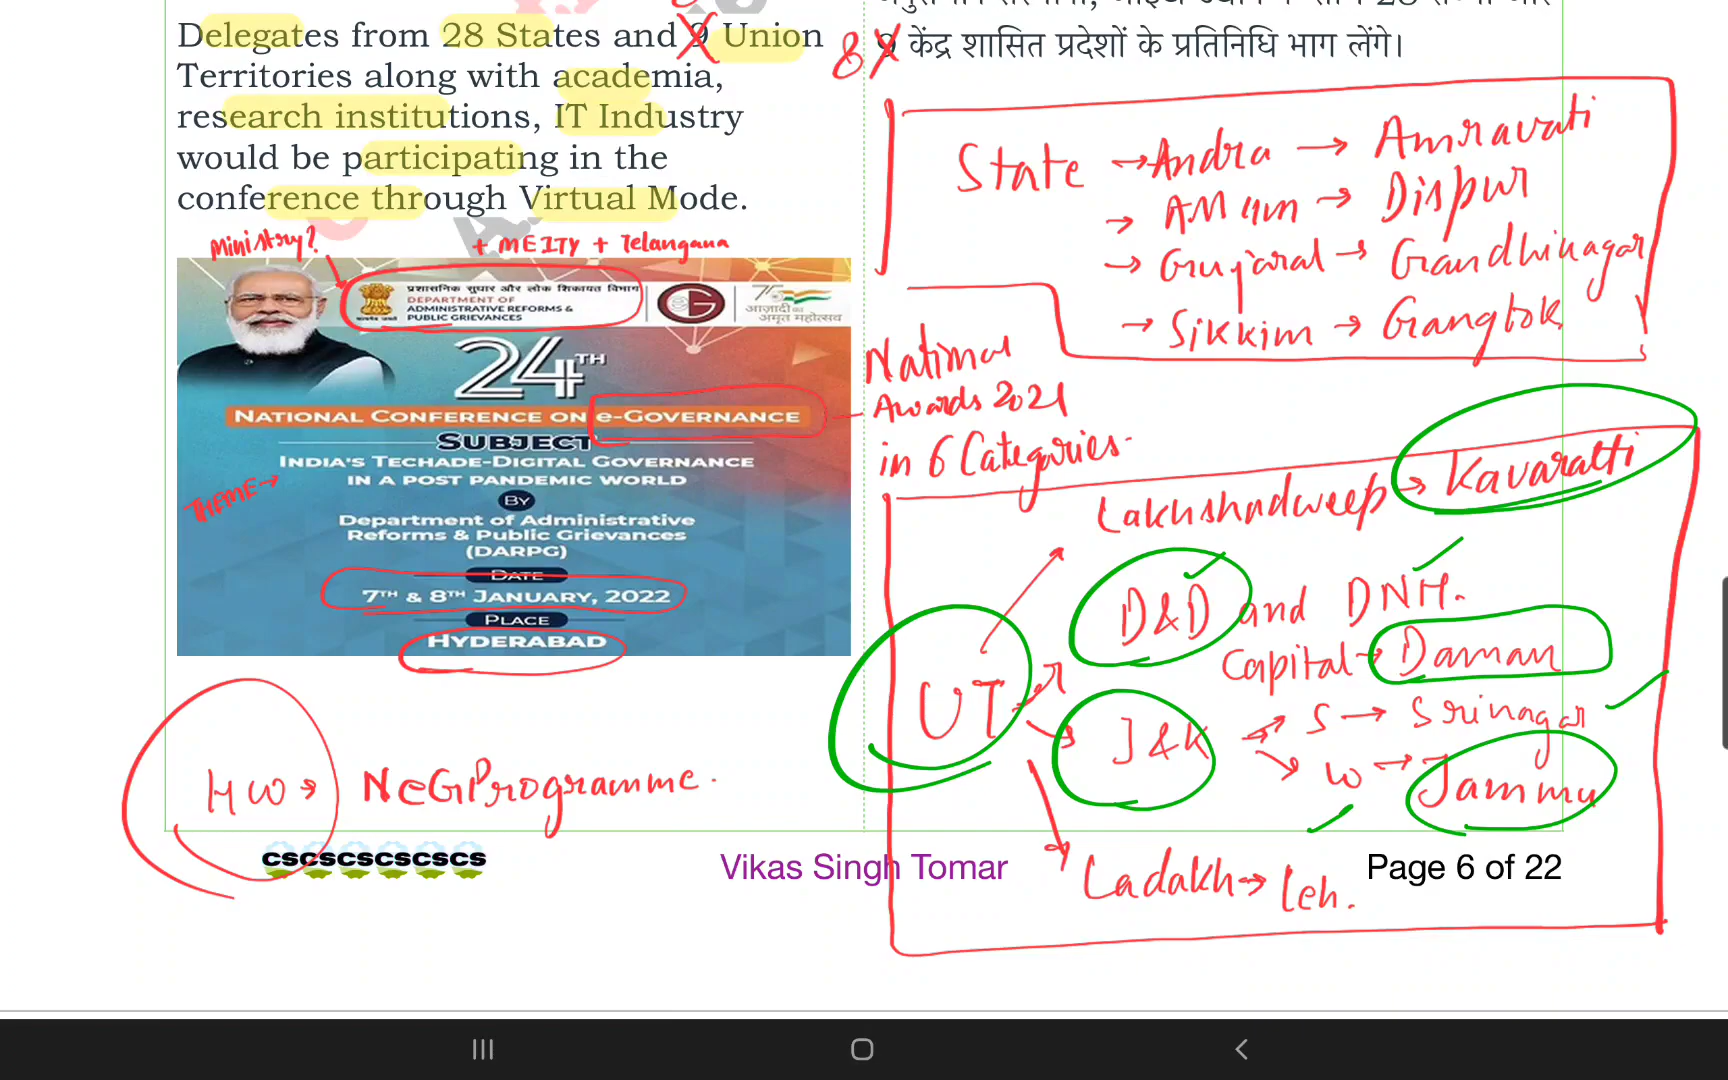 Delegates from 28 States and 9 Union
Territories along with academia,
research institutions, IT Industry
would be participating in the
conference through Virtual Mode.
8 9 केंद्र शासित प्रदेशों के प्रतिनिधि भाग लेंगे।
State → Andra → Amravati
→ → Dispur
→ Gujarat → Gandhinagar
→ Sikkim → Gangtok
Ministry?
+ MEITY + Telangana
प्रशासनिक सुधार और लोक शिकायत विभाग
DEPARTMENT OF
ADMINISTRATIVE REFORMS &
PUBLIC GRIEVANCES
75
आज़ादी का
अमृत महोत्सव
24TH
NATIONAL CONFERENCE ON e-GOVERNANCE
SUBJECT
THEME →
INDIA'S TECHADE-DIGITAL GOVERNANCE
IN A POST PANDEMIC WORLD
BY
Department of Administrative
Reforms & Public Grievances
(DARPG)
DATE
7TH & 8TH JANUARY, 2022
PLACE
HYDERABAD
National
Awards 2021
in 6 Categories.
UT
Lakhshadweep → Kavaratti
D&D and DNH.
Capital → Daman
J&K → S → Srinagar
→ W → Jammu
Ladakh → Leh.
HW → NeGProgramme.
cscscscscscs
Vikas Singh Tomar
Page 6 of 22